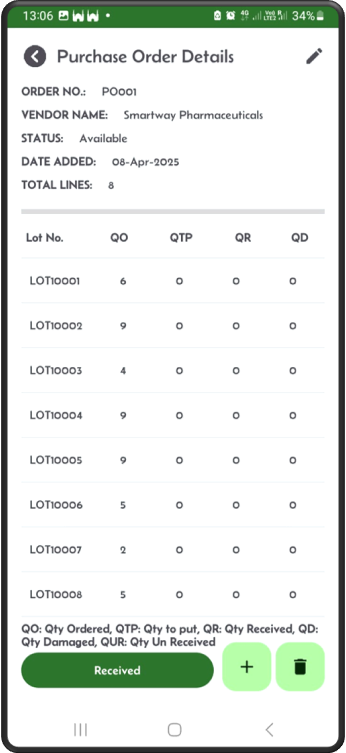 13:06 34%
Purchase Order Details
ORDER NO.: PO001
VENDOR NAME: Smartway Pharmaceuticals
STATUS: Available
DATE ADDED: 08-Apr-2025
TOTAL LINES: 8
Lot No. QO QTP QR QD
LOT10001 6 0 0 0
LOT10002 9 0 0 0
LOT10003 4 0 0 0
LOT10004 9 0 0 0
LOT10005 9 0 0 0
LOT10006 5 0 0 0
LOT10007 2 0 0 0
LOT10008 5 0 0 0
QO: Qty Ordered, QTP: Qty to put, QR: Qty Received, QD:
Qty Damaged, QUR: Qty Un Received
Received +